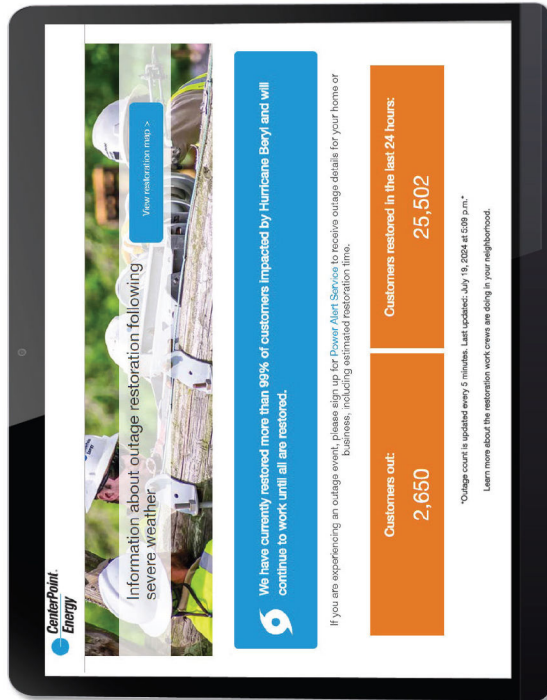 CenterPoint.
Energy
Information about outage restoration following
severe weather
View restoration map >
We have currently restored more than 99% of customers impacted by Hurricane Beryl and will
continue to work until all are restored.
If you are experiencing an outage event, please sign up for Power Alert Service to receive outage details for your home or
business, including estimated restoration time.
Customers out:
2,650
Customers restored in the last 24 hours:
25,502
*Outage count is updated every 5 minutes. Last updated: July 19, 2024 at 5:09 p.m.*
Learn more about the restoration work crews are doing in your neighborhood.